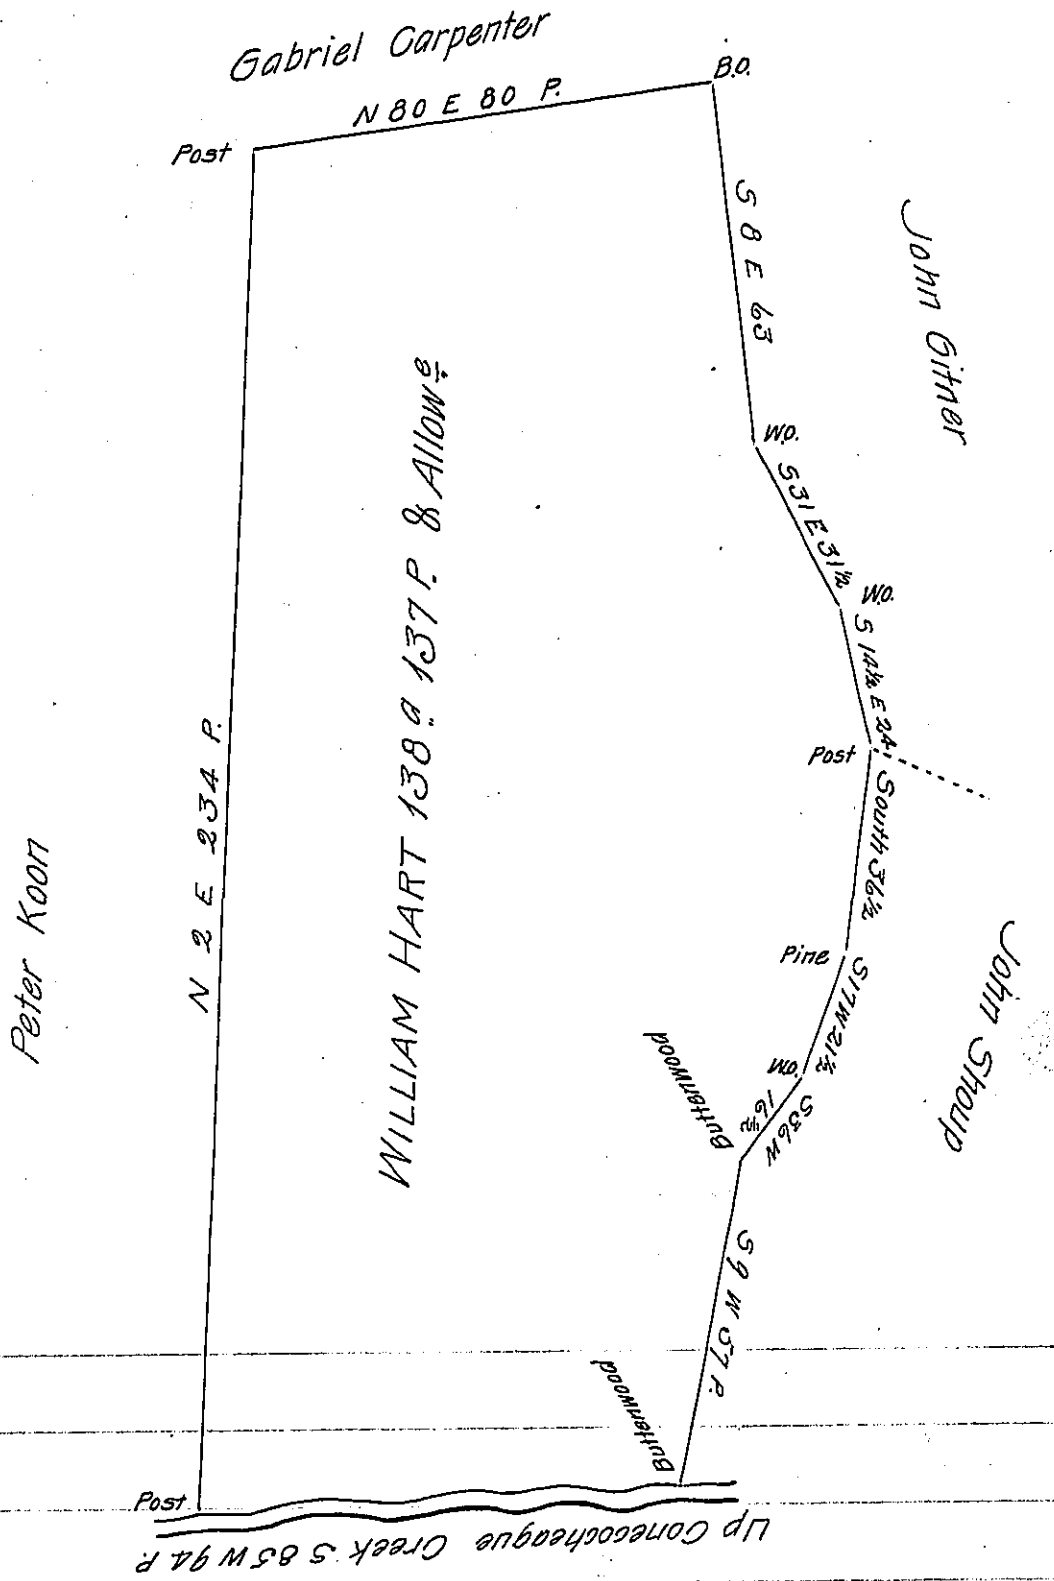 Gabriel Carpenter
N 80 E 80 P.
B.O.
Post
S 8 E 63
John Gitner
W.O.
S 31 E 31½
W.O.
S 14½ E 24
Post
South 36½
Pine
S 17 W 21½
W.O.
S 36 W
16½
Buttonwood
John Shoup
S 9 W 57 P.
Buttonwood
Up Conecocheague Creek S 85 W 94 P.
Post
N 2 E 234 P.
Peter Koon
WILLIAM HART 138 a 137 P. & Allowe